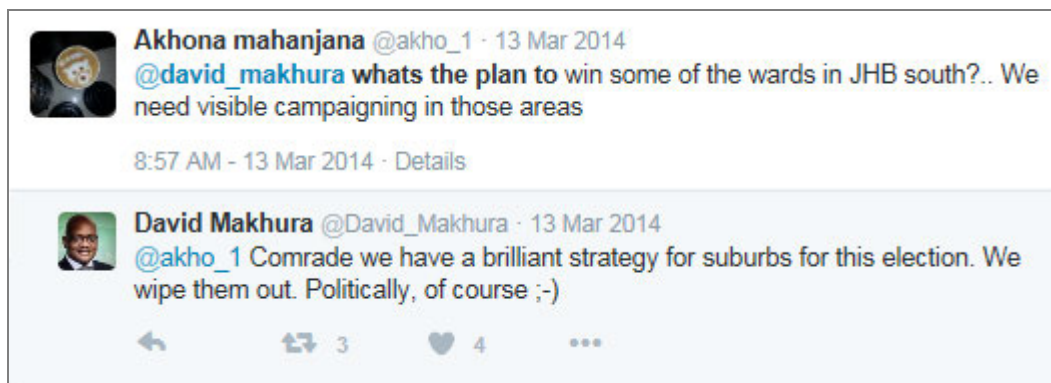 Akhona mahanjana @akho_1 · 13 Mar 2014
@david_makhura whats the plan to win some of the wards in JHB south?.. We
need visible campaigning in those areas
8:57 AM - 13 Mar 2014 · Details
David Makhura @David_Makhura · 13 Mar 2014
@akho_1 Comrade we have a brilliant strategy for suburbs for this election. We
wipe them out. Politically, of course ;-)
3 4